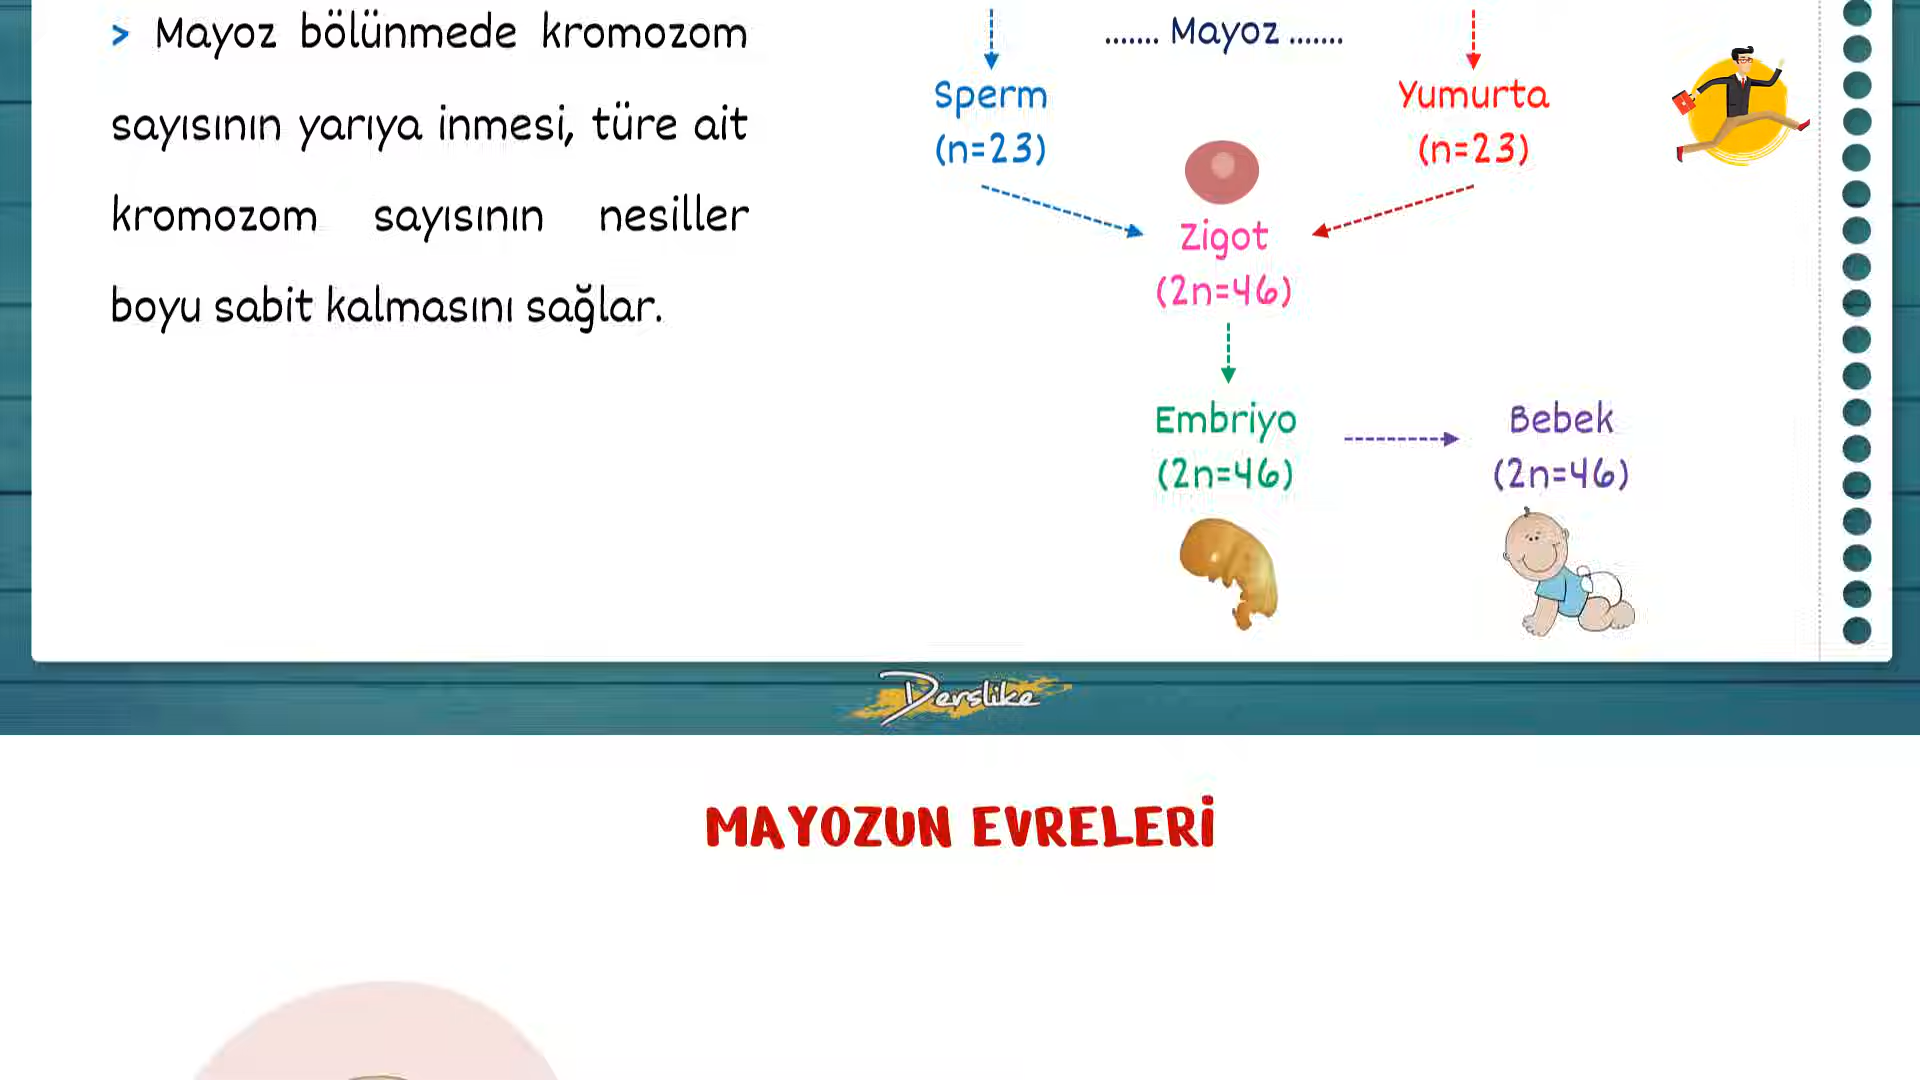 > Mayoz bölünmede kromozom
sayısının yarıya inmesi, türe ait
kromozom sayısının nesiller
boyu sabit kalmasını sağlar.
....... Mayoz .......
Sperm
(n=23)
Yumurta
(n=23)
Zigot
(2n=46)
Embriyo
(2n=46)
Bebek
(2n=46)
Derslike
MAYOZUN EVRELERİ